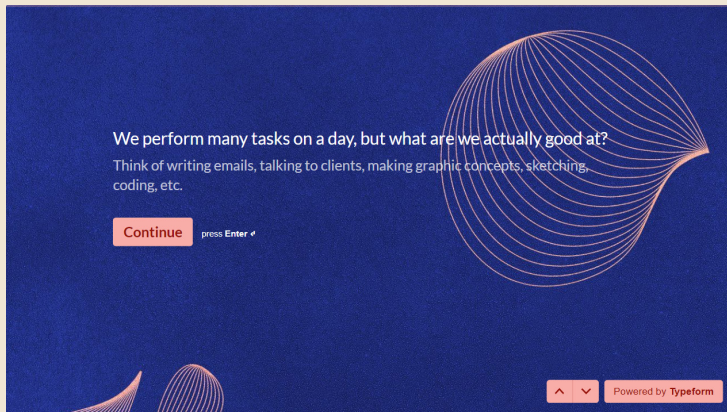 We perform many tasks on a day, but what are we actually good at?
Think of writing emails, talking to clients, making graphic concepts, sketching,
coding, etc.
Continue
press Enter ↵
Powered by Typeform